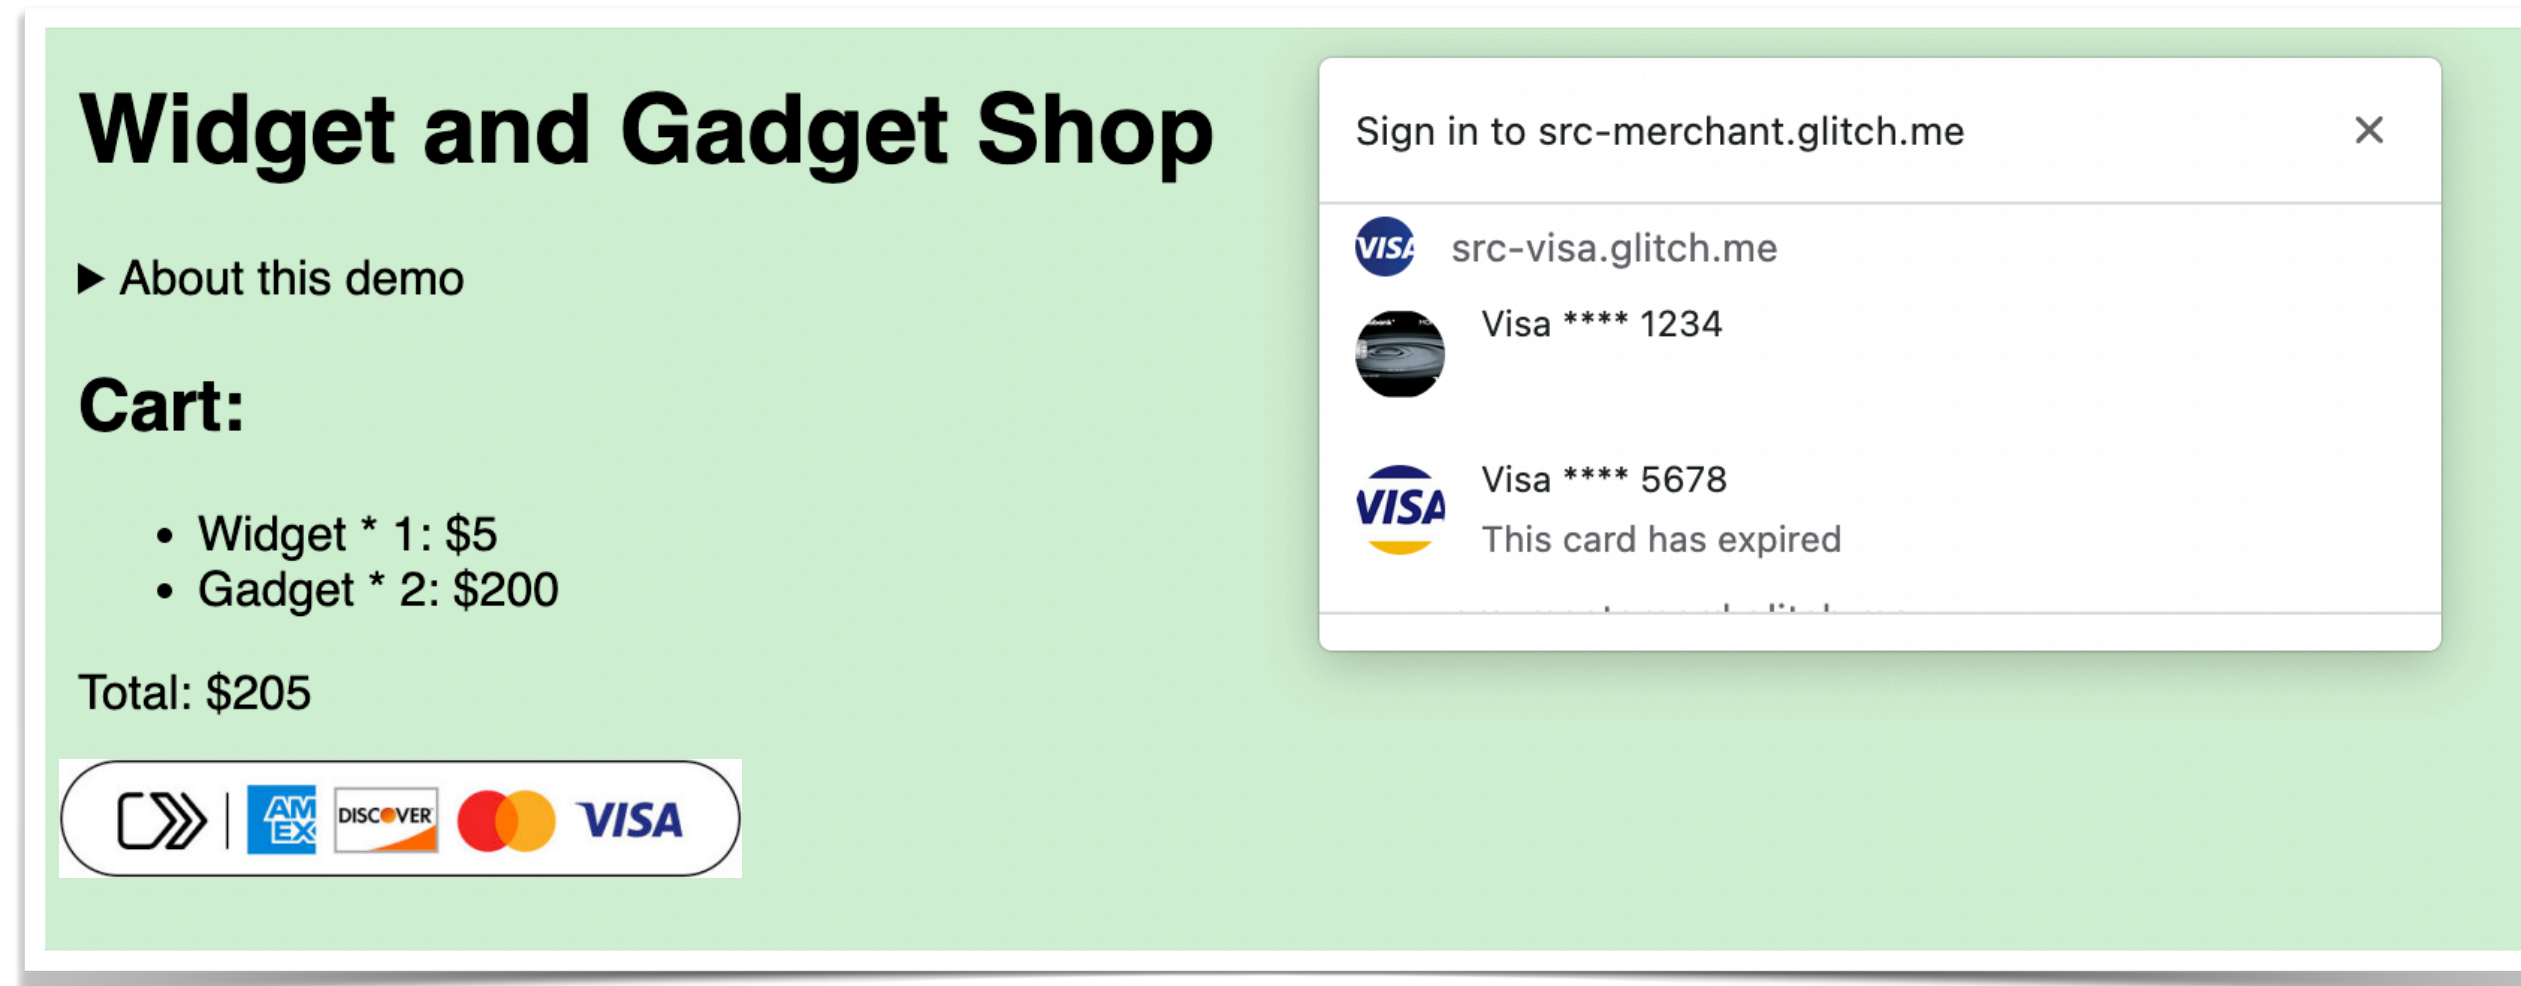 Widget and Gadget Shop
▶ About this demo
Cart:
• Widget * 1: $5
• Gadget * 2: $200
Total: $205
AM
EX
DISCOVER
VISA
Sign in to src-merchant.glitch.me
VISA
src-visa.glitch.me
Visa **** 1234
VISA
Visa **** 5678
This card has expired